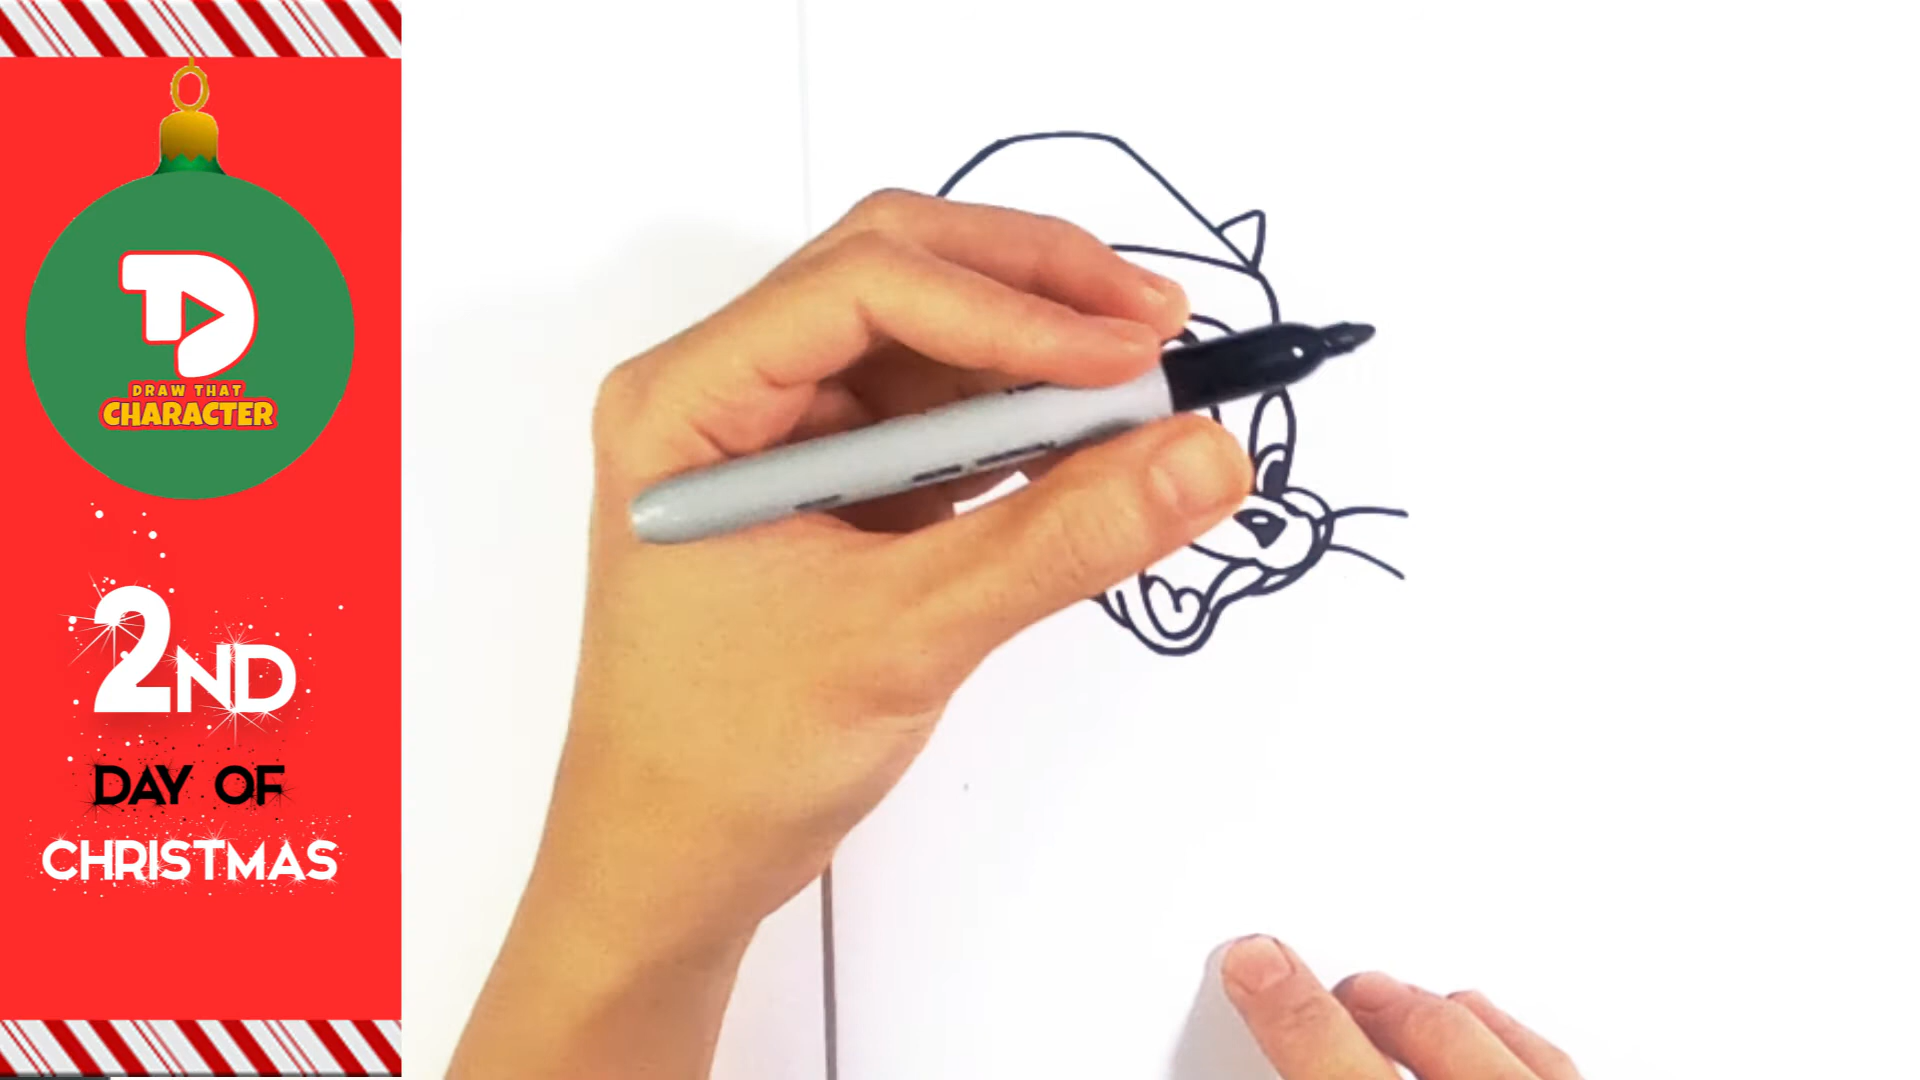 DRAW THAT
CHARACTER
2ND
DAY OF
CHRISTMAS